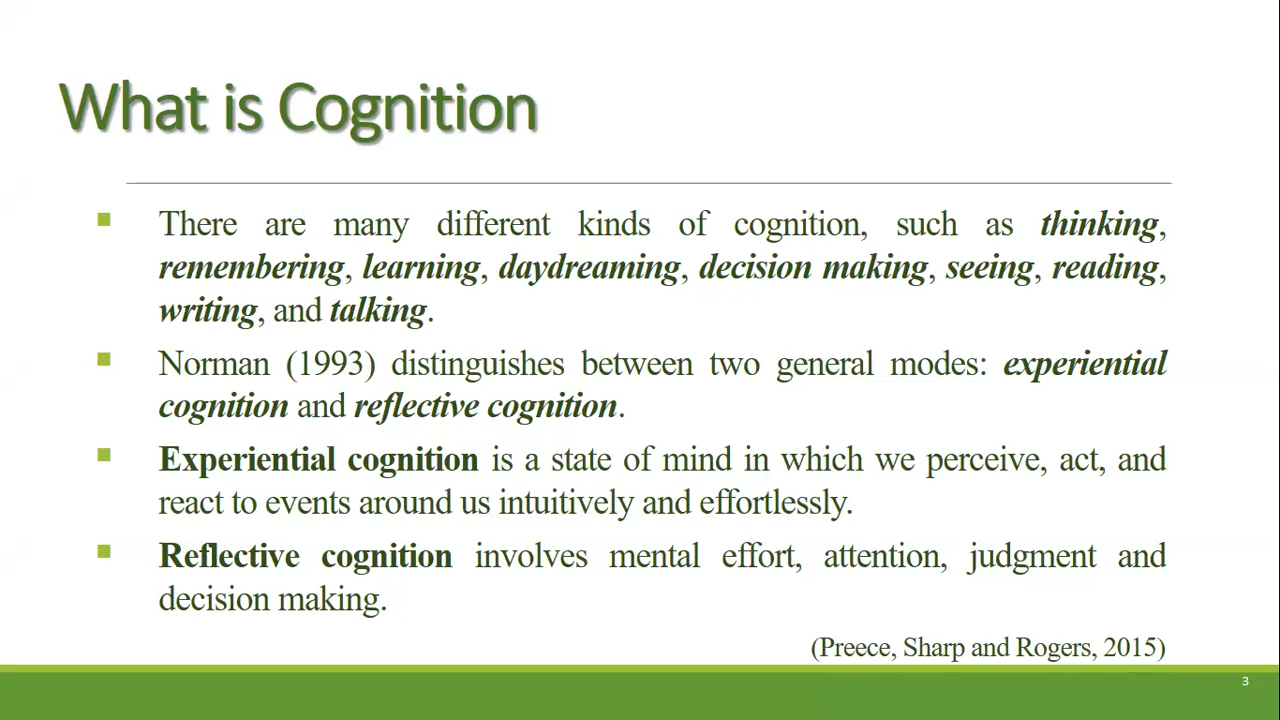 What is Cognition
There are many different kinds of cognition, such as thinking,
remembering, learning, daydreaming, decision making, seeing, reading,
writing, and talking.
Norman (1993) distinguishes between two general modes: experiential
cognition and reflective cognition.
Experiential cognition is a state of mind in which we perceive, act, and
react to events around us intuitively and effortlessly.
Reflective cognition involves mental effort, attention, judgment and
decision making.
(Preece, Sharp and Rogers, 2015)
3